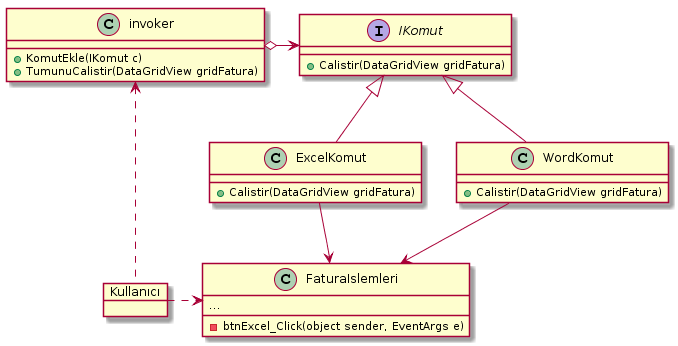 C invoker
+ KomutEkle(IKomut c)
+ TumunuCalistir(DataGridView gridFatura)
I IKomut
Calistir(DataGridView gridFatura)
C ExcelKomut
Calistir(DataGridView gridFatura)
C WordKomut
Calistir(DataGridView gridFatura)
Kullanıcı
C FaturaIslemleri
...
btnExcel_Click(object sender, EventArgs e)